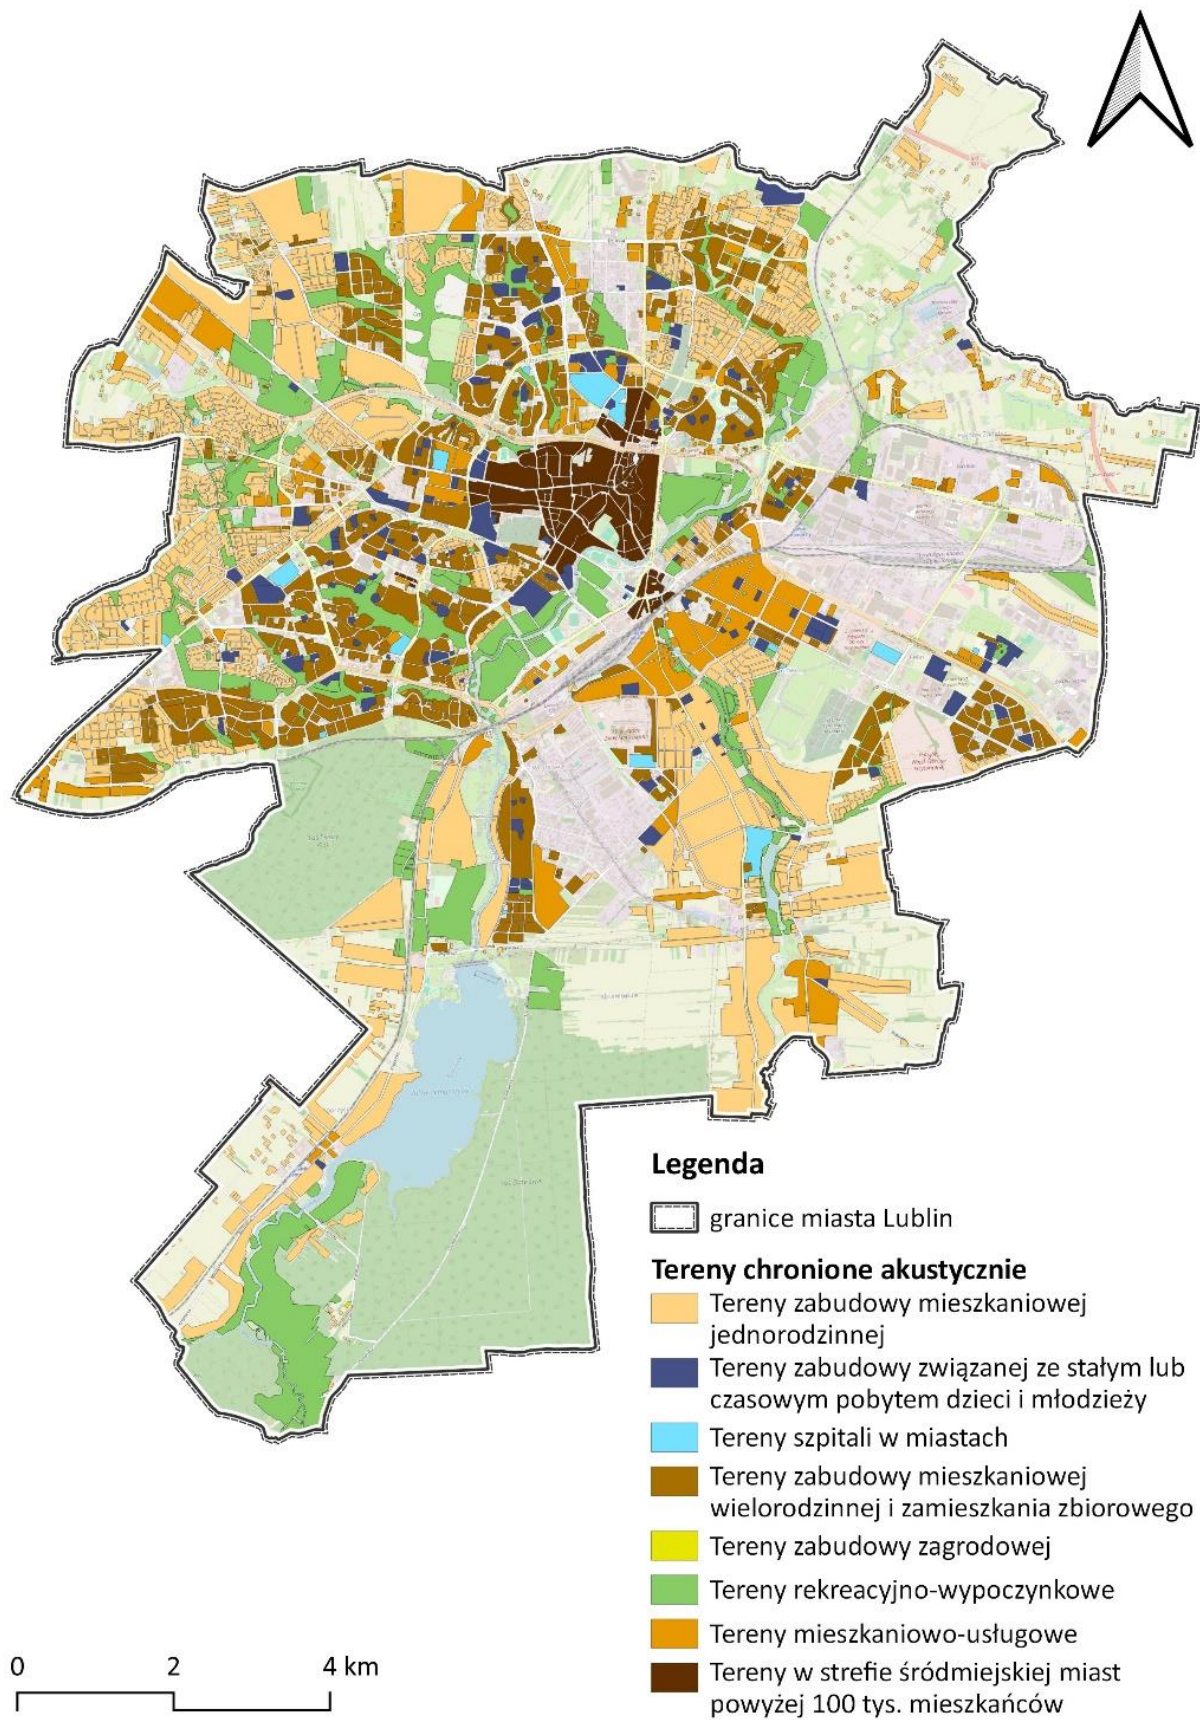 Legenda
granice miasta Lublin
Tereny chronione akustycznie
Tereny zabudowy mieszkaniowej
jednorodzinnej
Tereny zabudowy związanej ze stałym lub
czasowym pobytem dzieci i młodzieży
Tereny szpitali w miastach
Tereny zabudowy mieszkaniowej
wielorodzinnej i zamieszkania zbiorowego
Tereny zabudowy zagrodowej
Tereny rekreacyjno-wypoczynkowe
Tereny mieszkaniowo-usługowe
Tereny w strefie śródmiejskiej miast
powyżej 100 tys. mieszkańców
0 2 4 km